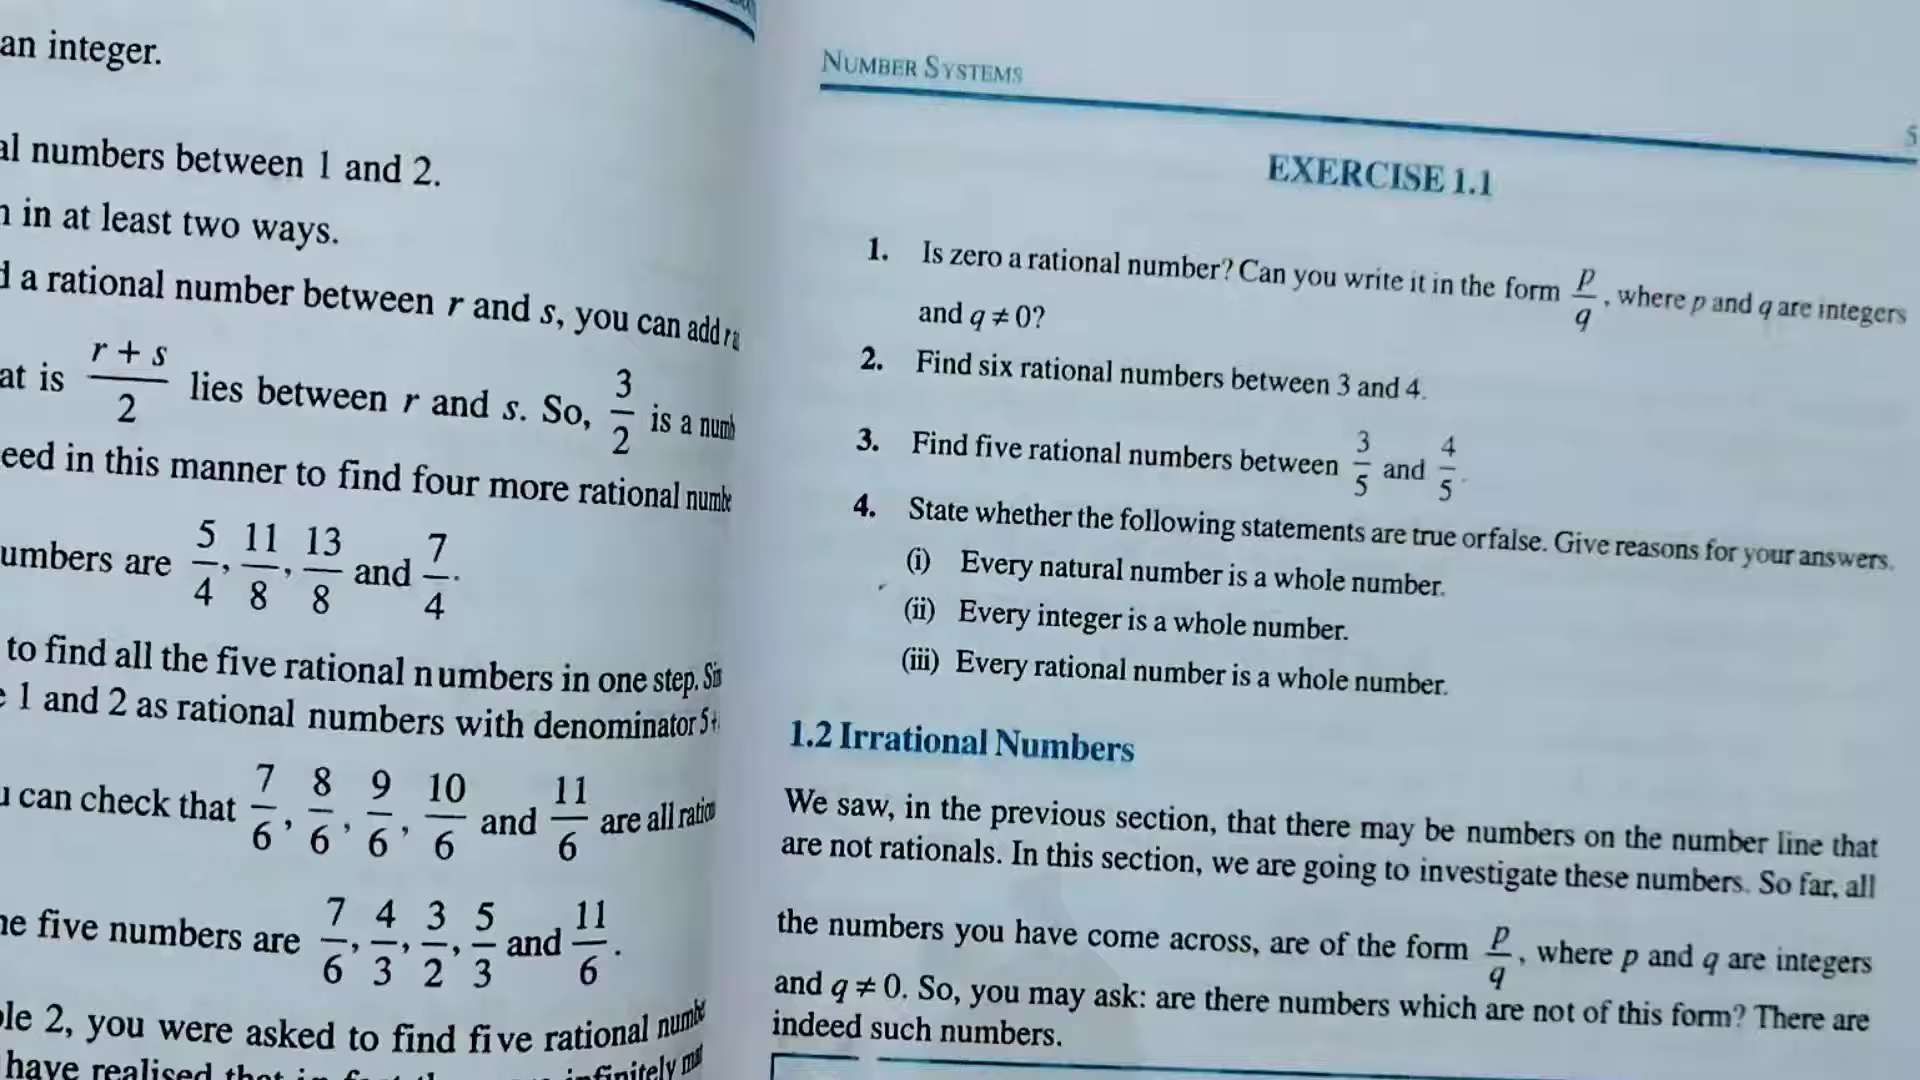 an integer.
al numbers between 1 and 2.
in at least two ways.
a rational number between r and s, you can add
at is r + s / 2 lies between r and s. So, 3/2 is a numb
eed in this manner to find four more rational numbe
umbers are 5/4, 11/8, 13/8 and 7/4.
to find all the five rational numbers in one step. Sin
1 and 2 as rational numbers with denominator 5 +
can check that 7/6, 8/6, 9/6, 10/6 and 11/6 are all ratio
he five numbers are 7/6, 4/3, 3/2, 5/3 and 11/6.
le 2, you were asked to find five rational numbe
have realised that in fact
infinitely
NUMBER SYSTEMS
5
EXERCISE 1.1
1. Is zero a rational number? Can you write it in the form p/q, where p and q are integers
and q ≠ 0?
2. Find six rational numbers between 3 and 4.
3. Find five rational numbers between 3/5 and 4/5.
4. State whether the following statements are true or false. Give reasons for your answers.
(i) Every natural number is a whole number.
(ii) Every integer is a whole number.
(iii) Every rational number is a whole number.
1.2 Irrational Numbers
We saw, in the previous section, that there may be numbers on the number line that
are not rationals. In this section, we are going to investigate these numbers. So far, all
the numbers you have come across, are of the form p/q, where p and q are integers
and q ≠ 0. So, you may ask: are there numbers which are not of this form? There are
indeed such numbers.